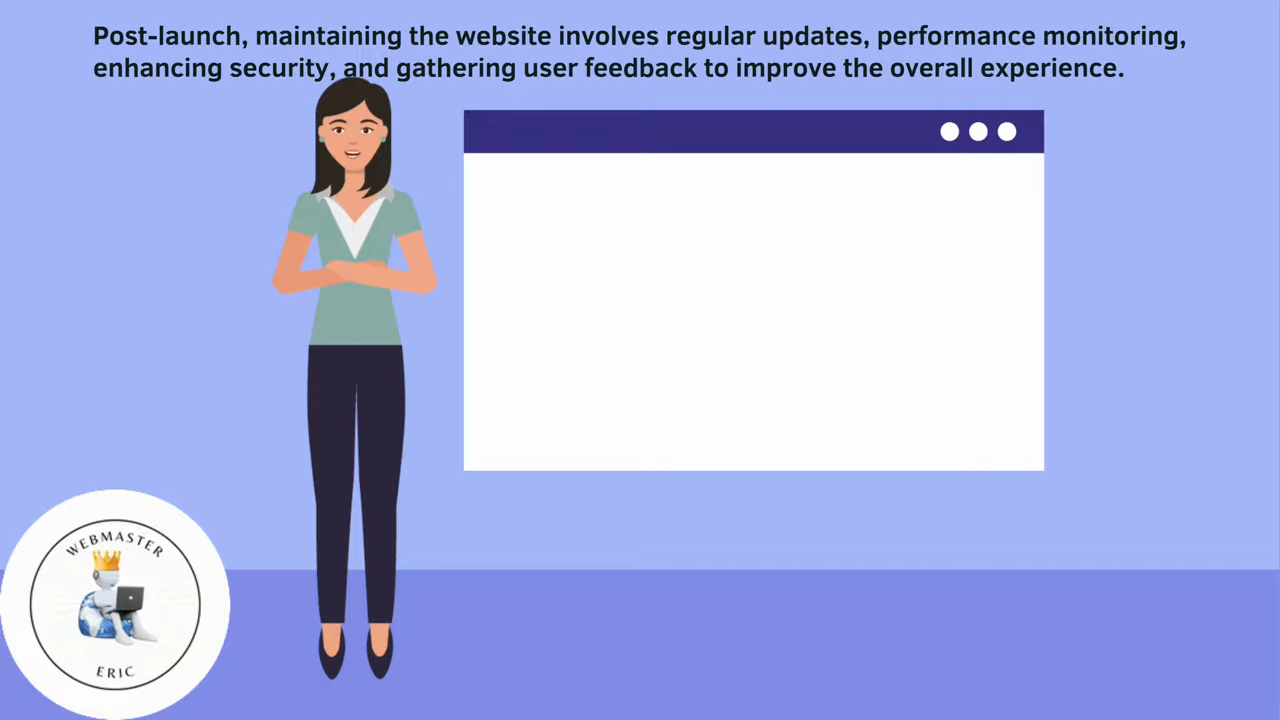 Post-launch, maintaining the website involves regular updates, performance monitoring,
enhancing security, and gathering user feedback to improve the overall experience.
WEBMASTER
ERIC